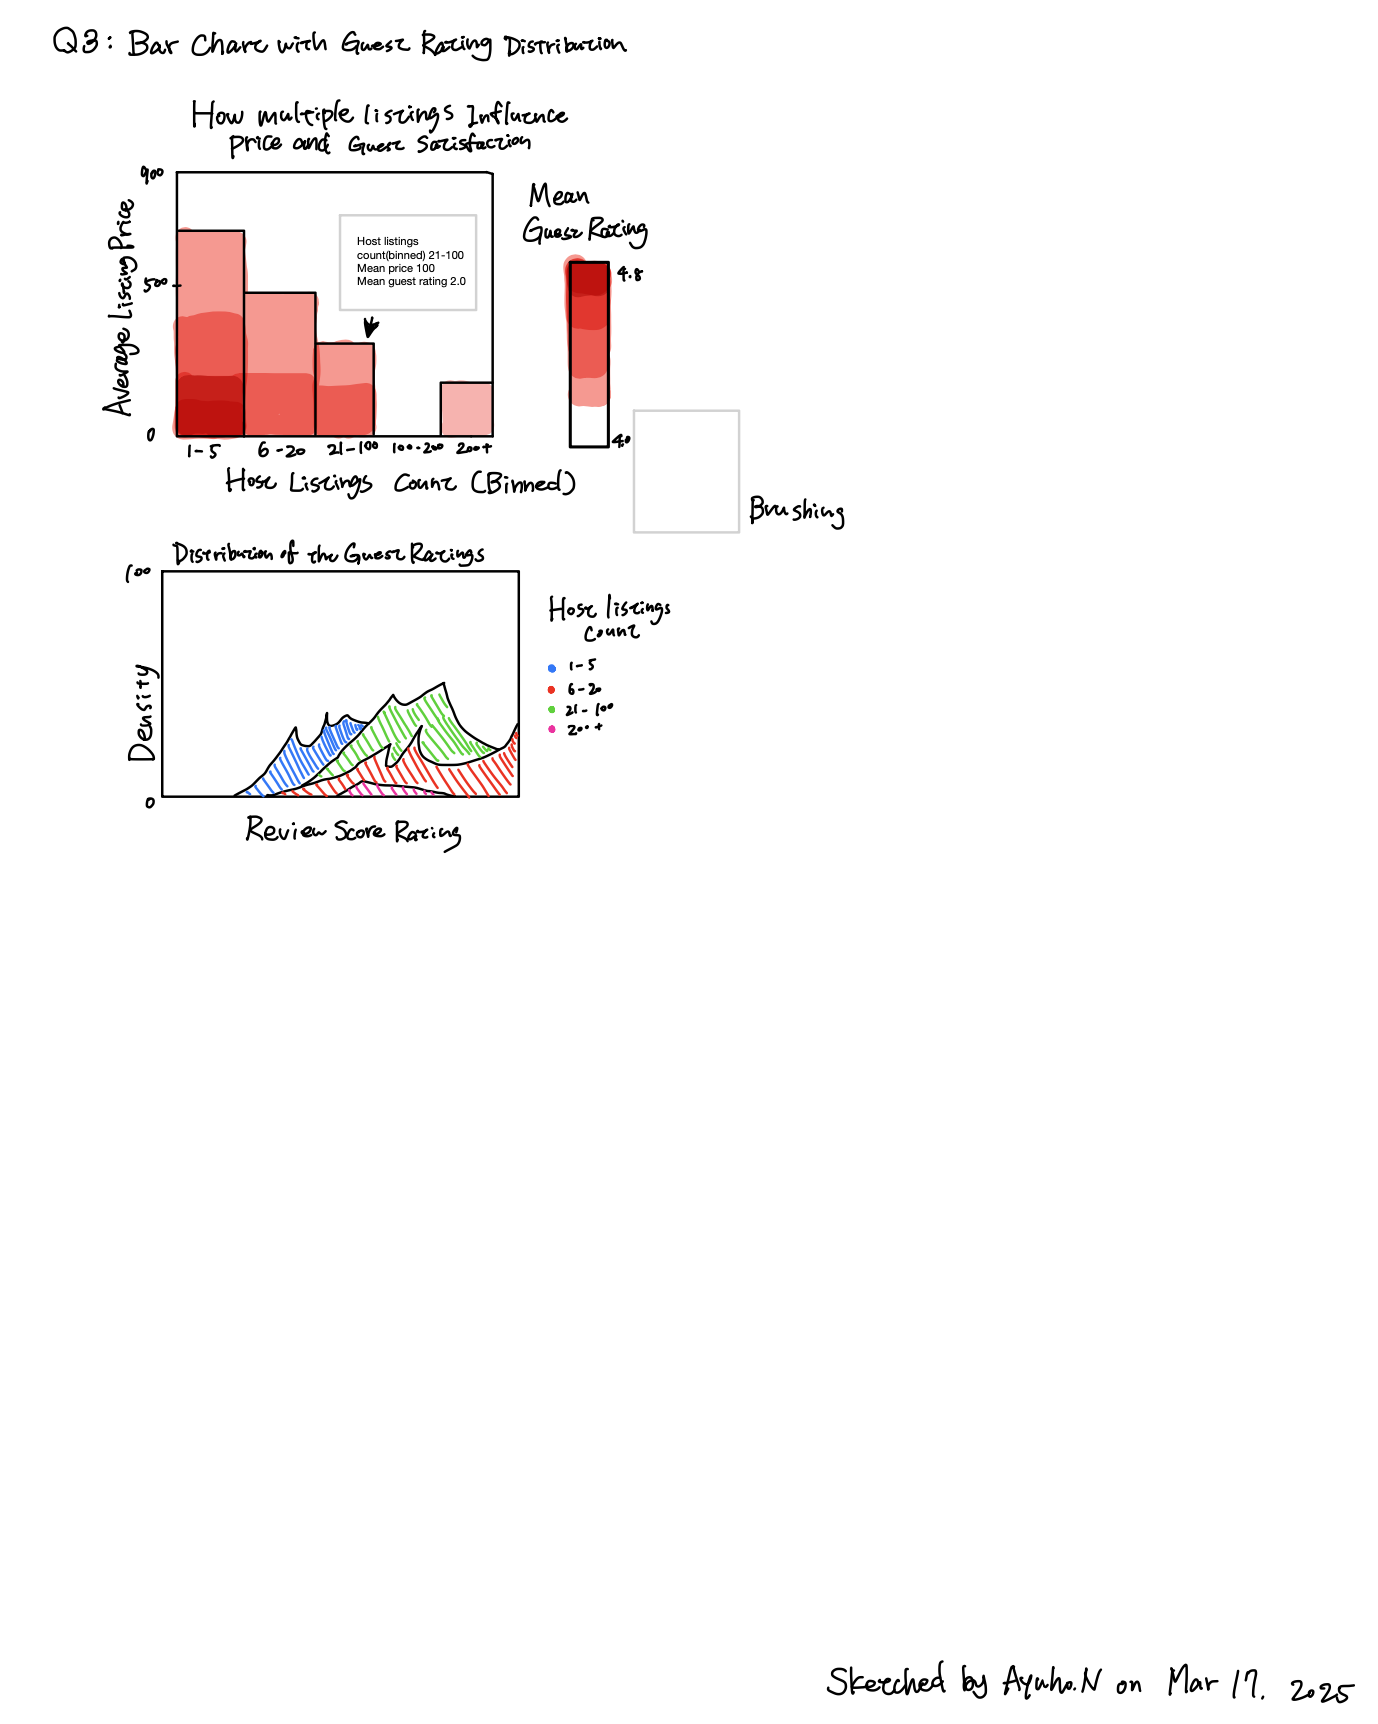 Q3: Bar Chart with Guest Rating Distribution
How multiple listings Influence
Price and Guest Satisfaction
900
500
0
Average Listing Price
Host listings
count(binned) 21-100
Mean price 100
Mean guest rating 2.0
1-5 6-20 21-100 100-200 200+
Host Listings Count (Binned)
Mean
Guest Rating
4.8
4.0
Brushing
Distribution of the Guest Ratings
100
0
Density
Review Score Rating
Host listings
count
1-5
6-20
21-100
200+
Sketched by Ayuho.N on Mar 17. 2025